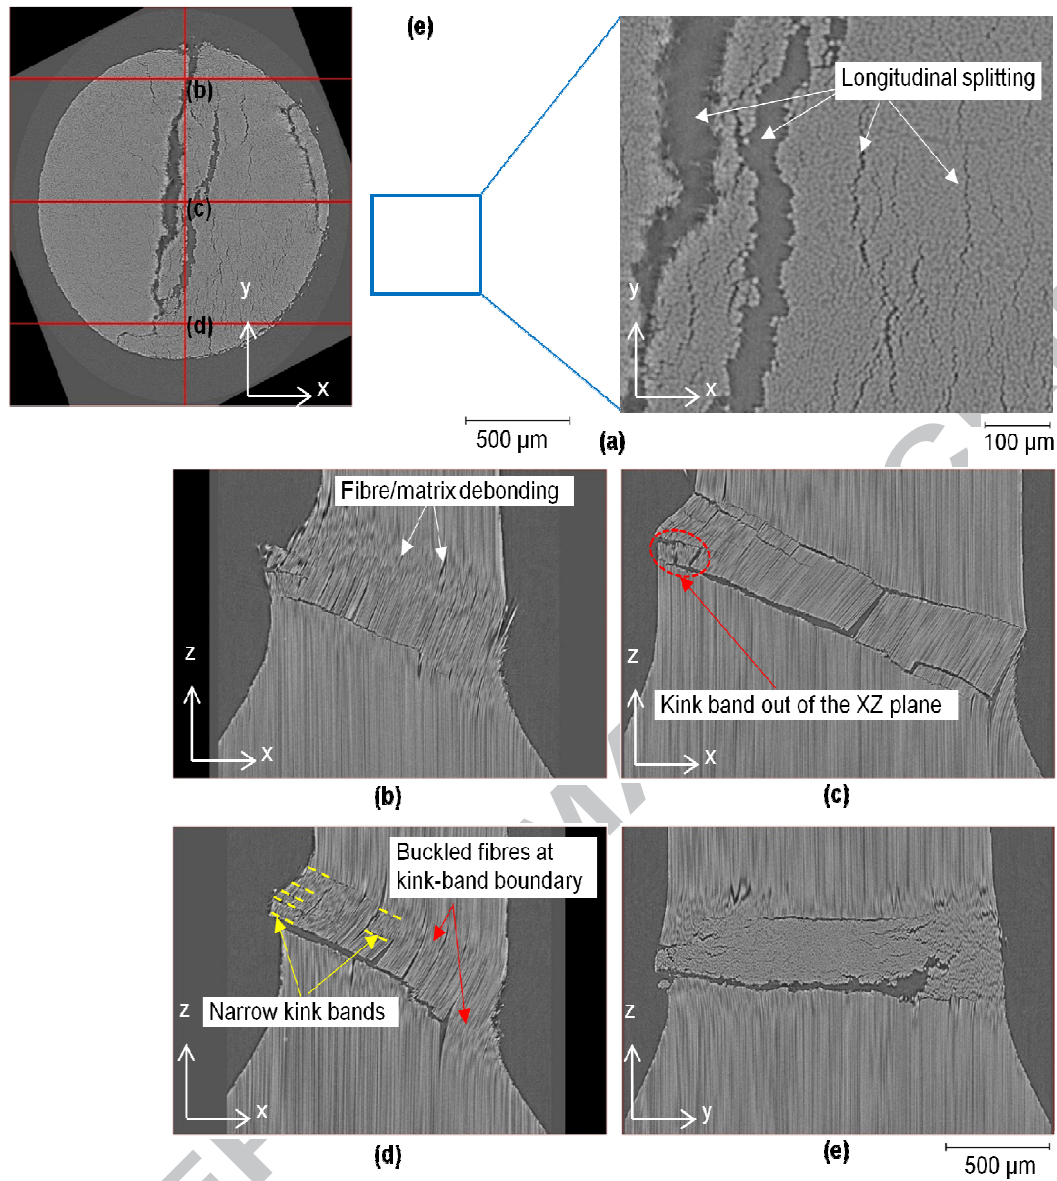 (e)
Longitudinal splitting
(b)
(c)
(d)
y
x
y
x
500 µm
(a)
100 µm
Fibre/matrix debonding
z
x
(b)
z
Kink band out of the XZ plane
x
(c)
Buckled fibres at
kink-band boundary
Narrow kink bands
z
x
(d)
z
y
(e)
500 µm